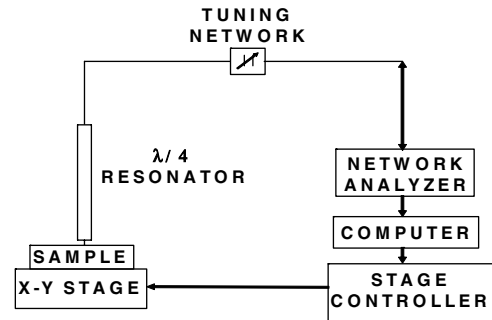 TUNING
NETWORK
λ/4
RESONATOR
NETWORK
ANALYZER
COMPUTER
SAMPLE
X-Y STAGE
STAGE
CONTROLLER